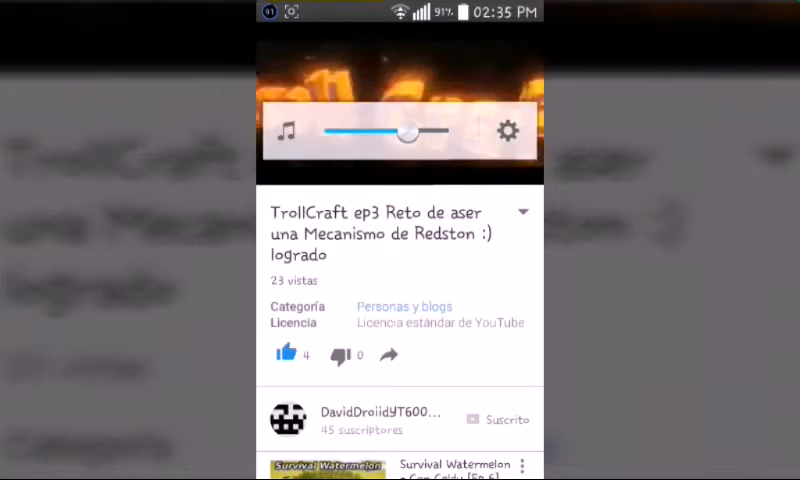 91 91% 02:35 PM
TrollCraft ep3 Reto de aser
una Mecanismo de Redston :)
logrado
23 vistas
Categoría Personas y blogs
Licencia Licencia estándar de YouTube
4 0
DavidDroiidYT600... Suscrito
45 suscriptores
Survival Watermelon Survival Watermelon